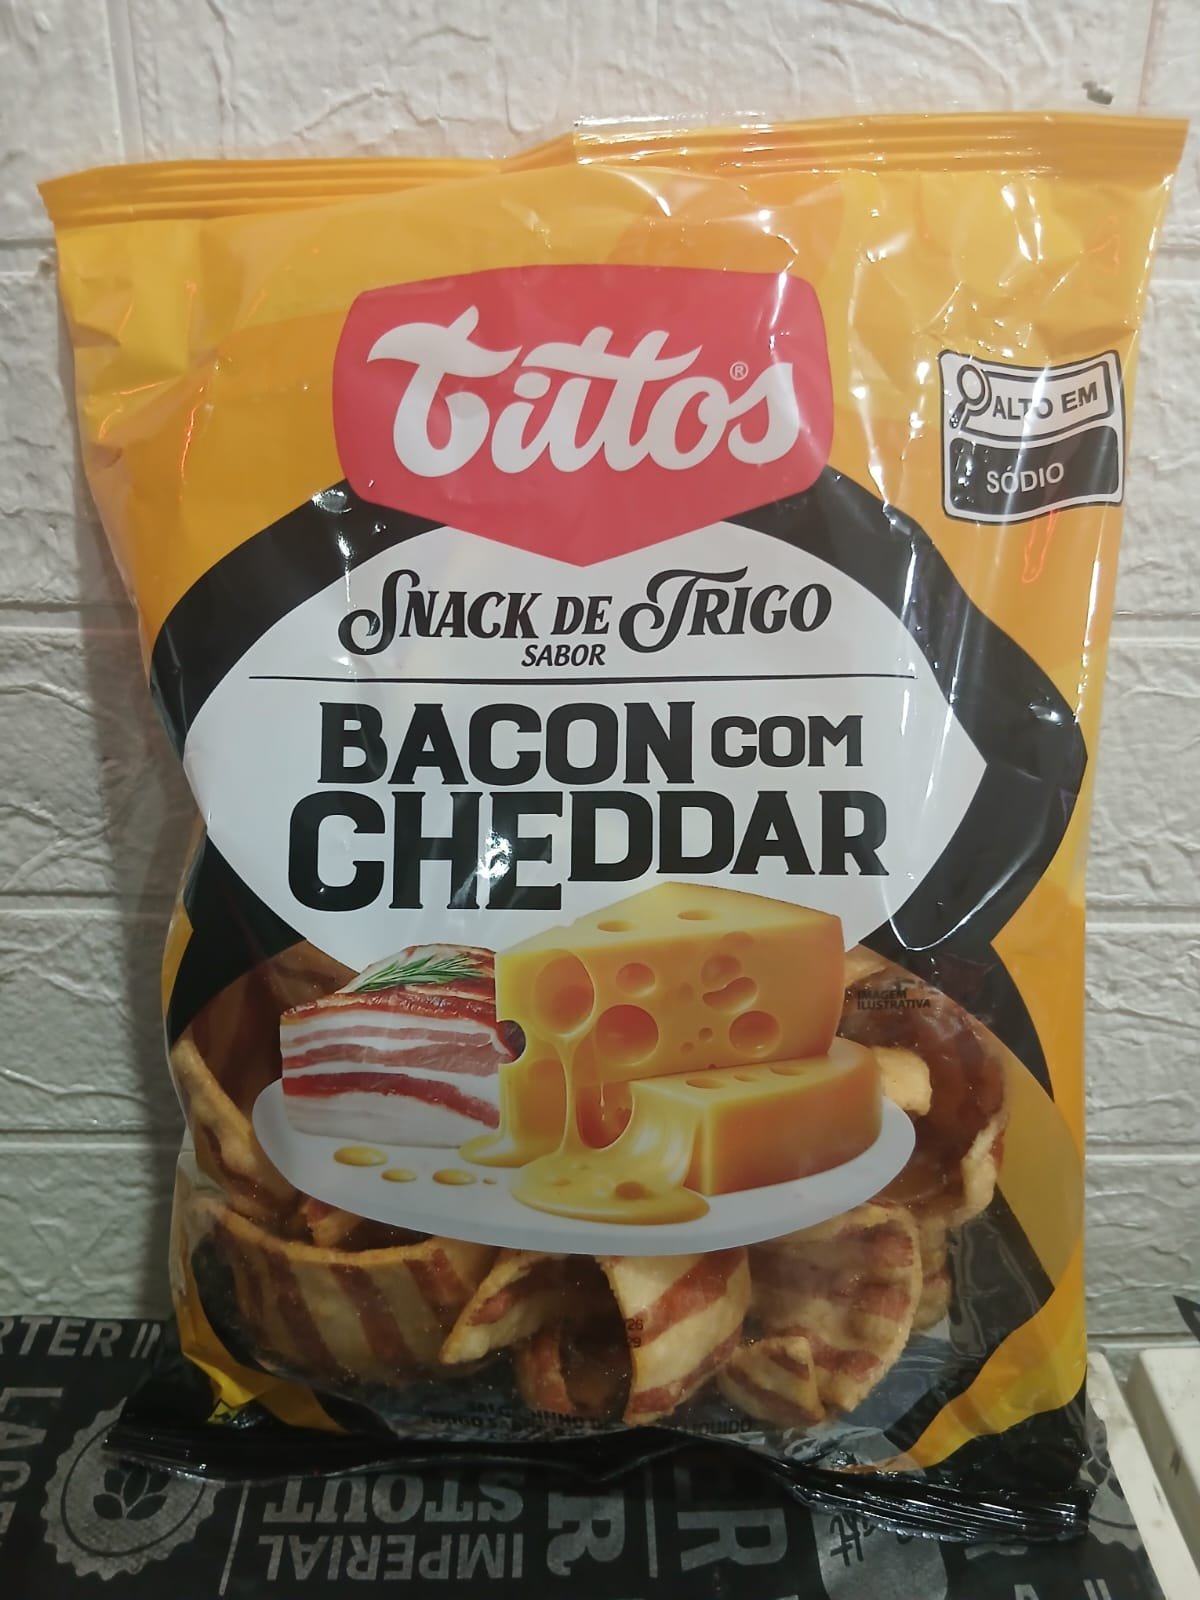 Tittos®
ALTO EM
SÓDIO
SNACK DE TRIGO
SABOR
BACON COM
CHEDDAR
IMAGEM
ILUSTRATIVA
IMPERIAL
STOUT